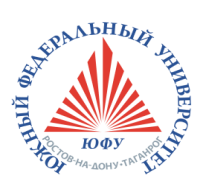 ЮЖНЫЙ ФЕДЕРАЛЬНЫЙ УНИВЕРСИТЕТ
ЮФУ
РОСТОВ-НА-ДОНУ-ТАГАНРОГ